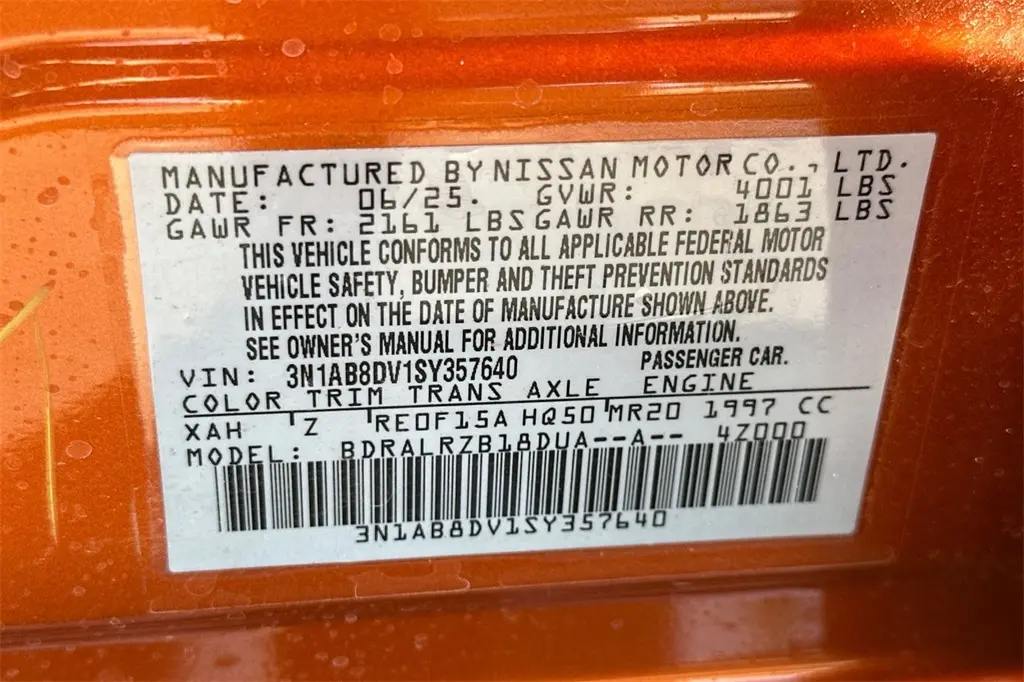 MANUFACTURED BY NISSAN MOTOR CO., LTD.
DATE: 06/25. GVWR: 4001 LBS
GAWR FR: 2161 LBS GAWR RR: 1863 LBS
THIS VEHICLE CONFORMS TO ALL APPLICABLE FEDERAL MOTOR
VEHICLE SAFETY, BUMPER AND THEFT PREVENTION STANDARDS
IN EFFECT ON THE DATE OF MANUFACTURE SHOWN ABOVE.
SEE OWNER'S MANUAL FOR ADDITIONAL INFORMATION.
VIN: 3N1AB8DV1SY357640 PASSENGER CAR.
COLOR TRIM TRANS AXLE ENGINE
XAH Z RE0F15A HQ50 MR20 1997 CC
MODEL: BDRALRZB18DUA--A-- 4Z000
3N1AB8DV1SY357640